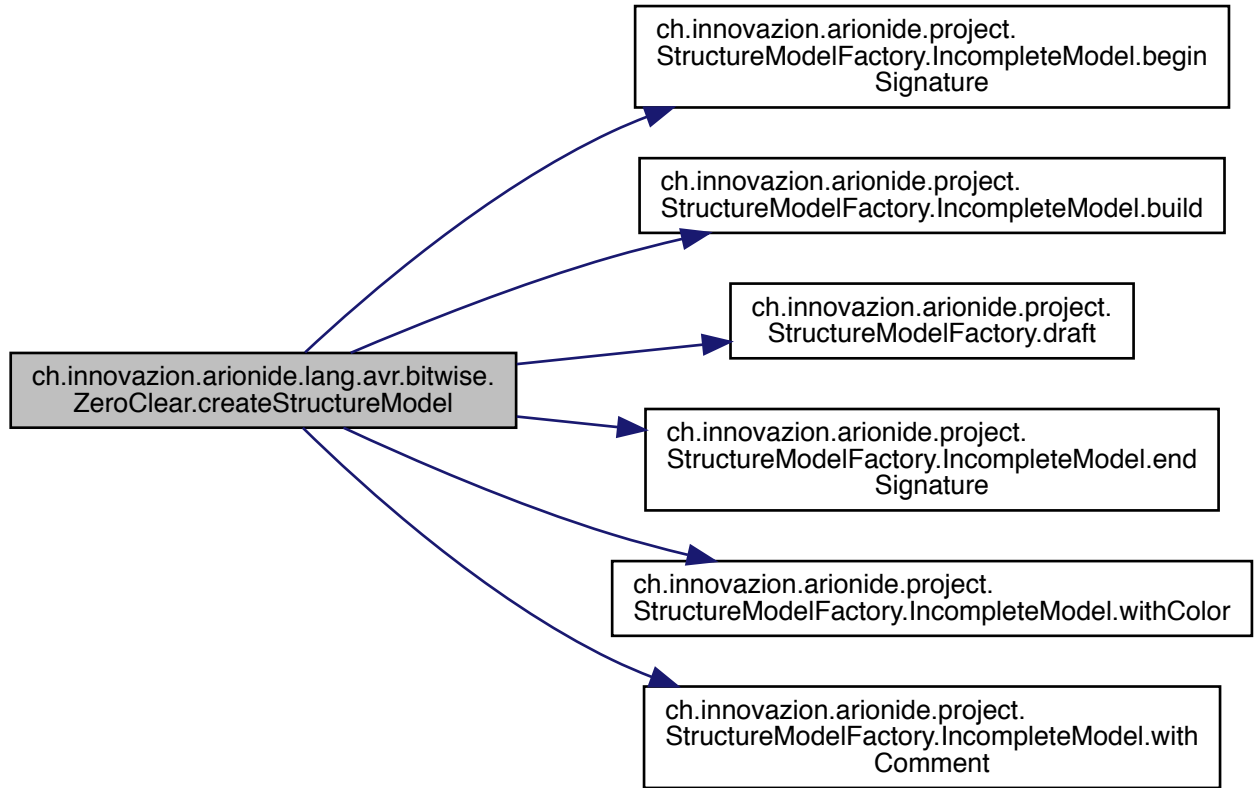 ch.innovazion.arionide.project.
StructureModelFactory.IncompleteModel.begin
Signature
ch.innovazion.arionide.project.
StructureModelFactory.IncompleteModel.build
ch.innovazion.arionide.project.
StructureModelFactory.draft
ch.innovazion.arionide.lang.avr.bitwise.
ZeroClear.createStructureModel
ch.innovazion.arionide.project.
StructureModelFactory.IncompleteModel.end
Signature
ch.innovazion.arionide.project.
StructureModelFactory.IncompleteModel.withColor
ch.innovazion.arionide.project.
StructureModelFactory.IncompleteModel.with
Comment